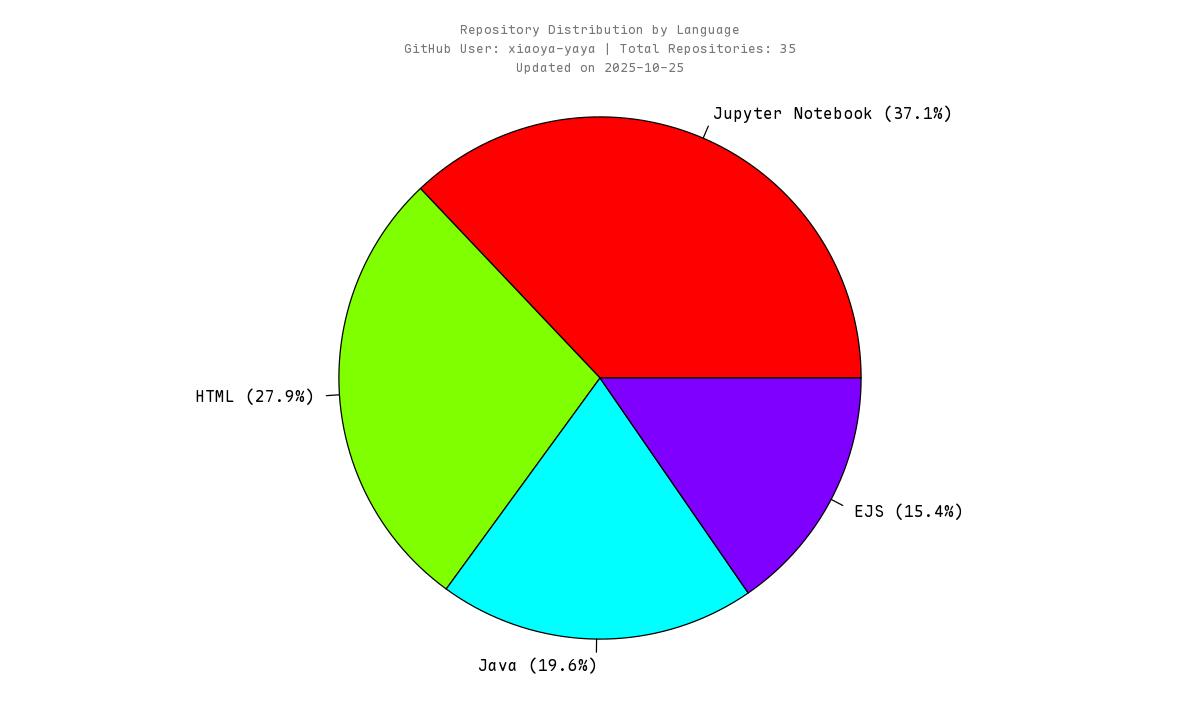 Repository Distribution by Language
GitHub User: xiaoya-yaya | Total Repositories: 35
Updated on 2025-10-25
Jupyter Notebook (37.1%)
HTML (27.9%)
EJS (15.4%)
Java (19.6%)